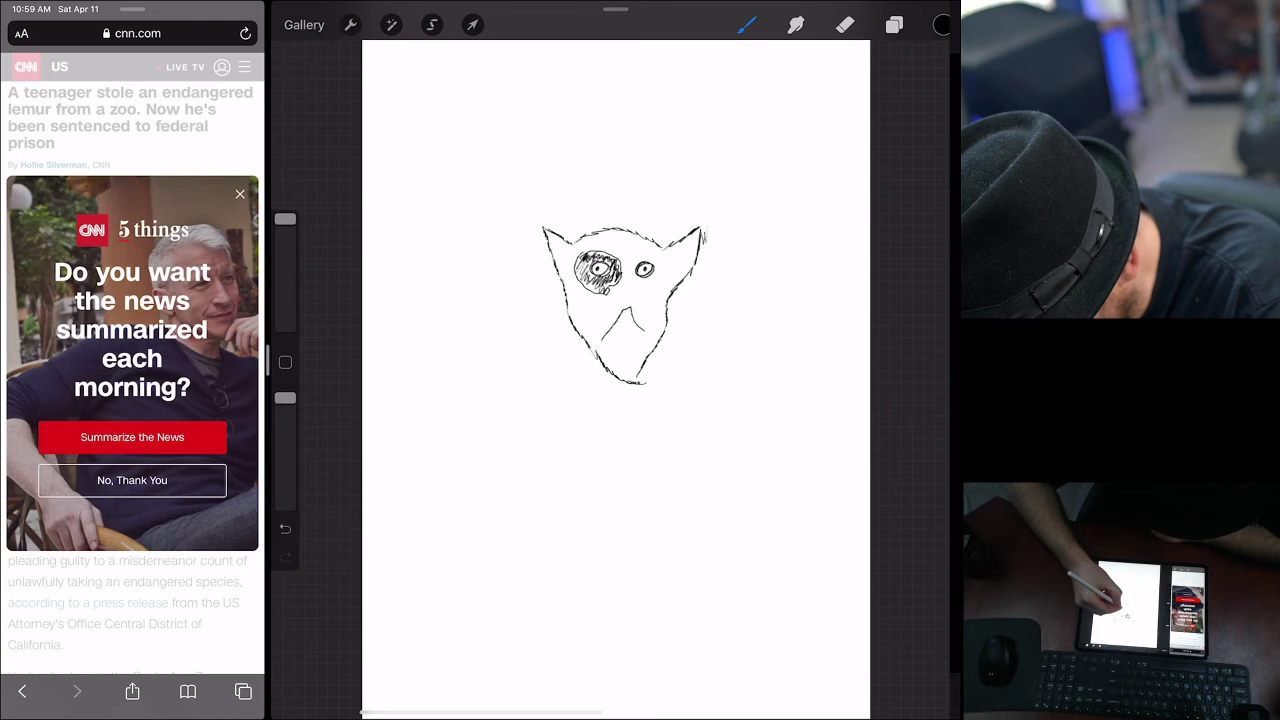 10:59 AM Sat Apr 11
AA cnn.com
CNN US LIVE TV
A teenager stole an endangered
lemur from a zoo. Now he's
been sentenced to federal
prison
By Hollie Silverman, CNN
CNN 5 things
Do you want
the news
summarized
each
morning?
Summarize the News
No, Thank You
pleading guilty to a misdemeanor count of
unlawfully taking an endangered species,
according to a press release from the US
Attorney's Office Central District of
California.
Gallery